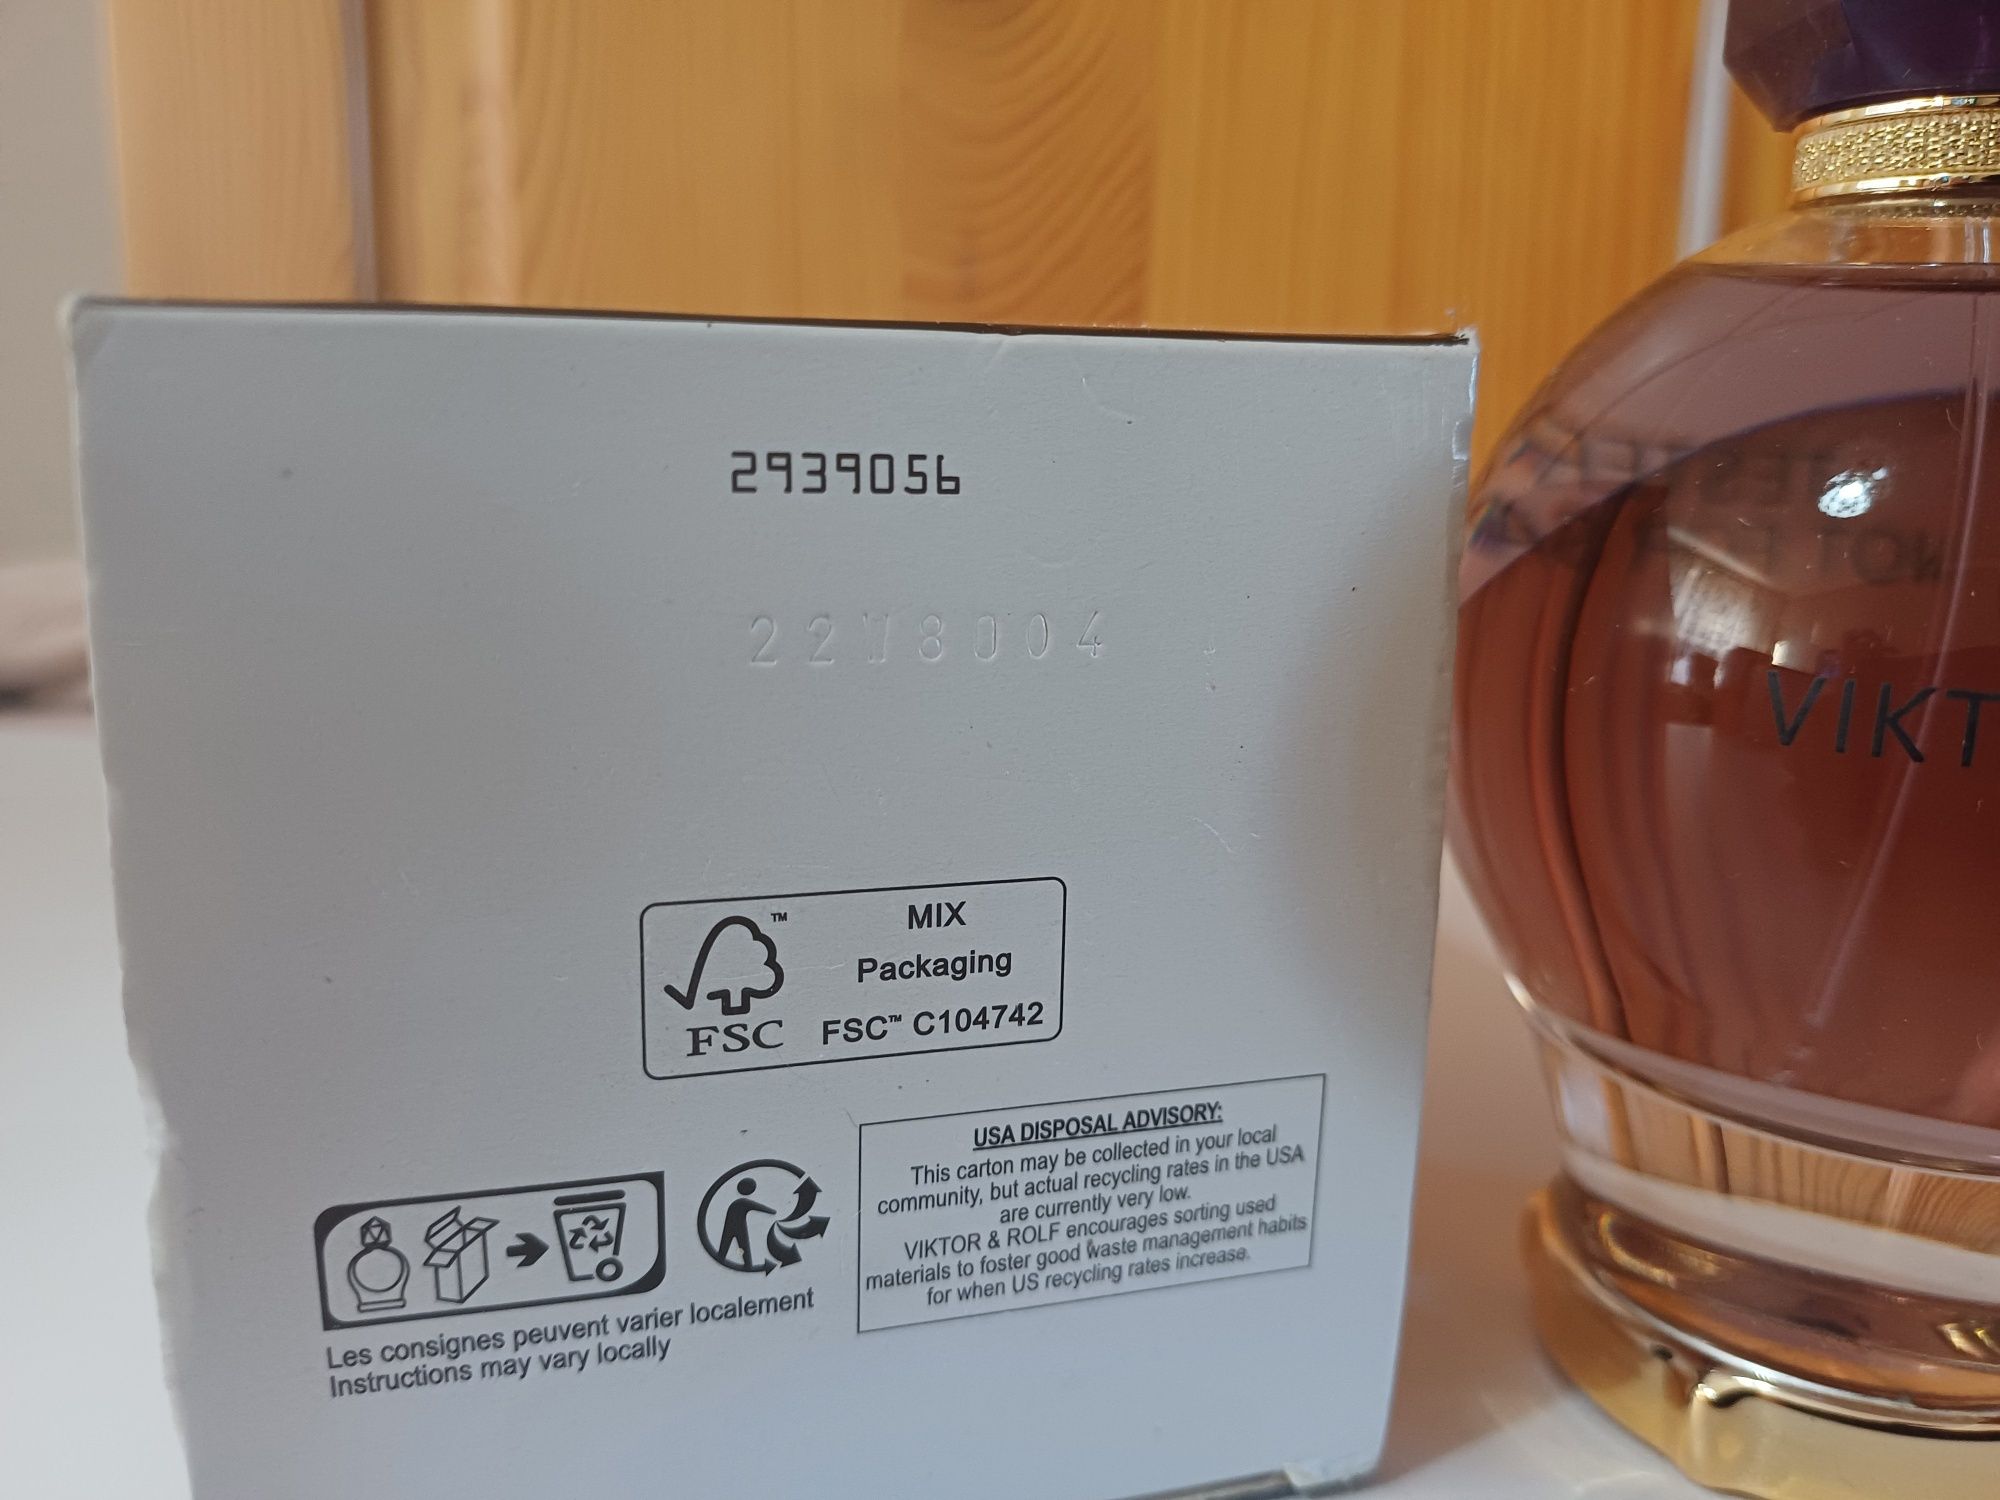 2939056
22W8004
TM
MIX
Packaging
FSC
FSC™ C104742
USA DISPOSAL ADVISORY:
This carton may be collected in your local
community, but actual recycling rates in the USA
are currently very low.
VIKTOR & ROLF encourages sorting used
materials to foster good waste management habits
for when US recycling rates increase.
Les consignes peuvent varier localement
Instructions may vary locally
VIKT